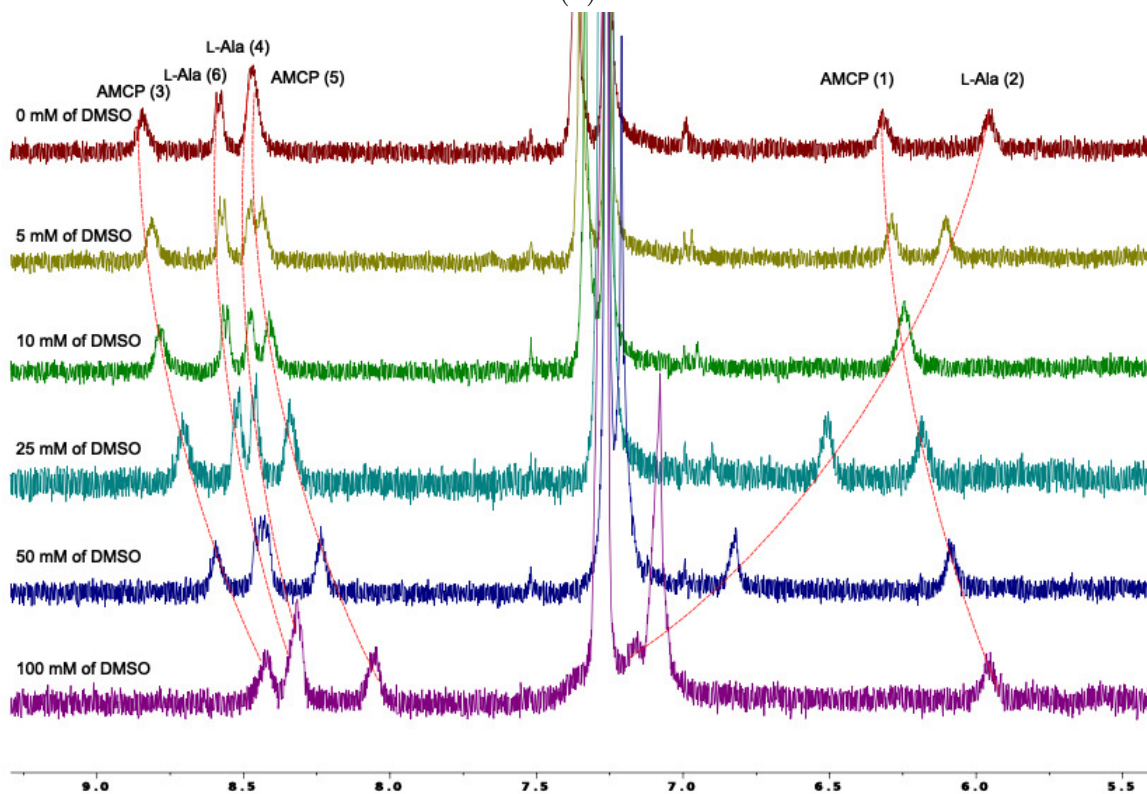 L-Ala (4)
L-Ala (6)
AMCP (5)
AMCP (3)
AMCP (1)
L-Ala (2)
0 mM of DMSO
5 mM of DMSO
10 mM of DMSO
25 mM of DMSO
50 mM of DMSO
100 mM of DMSO
9.0 8.5 8.0 7.5 7.0 6.5 6.0 5.5